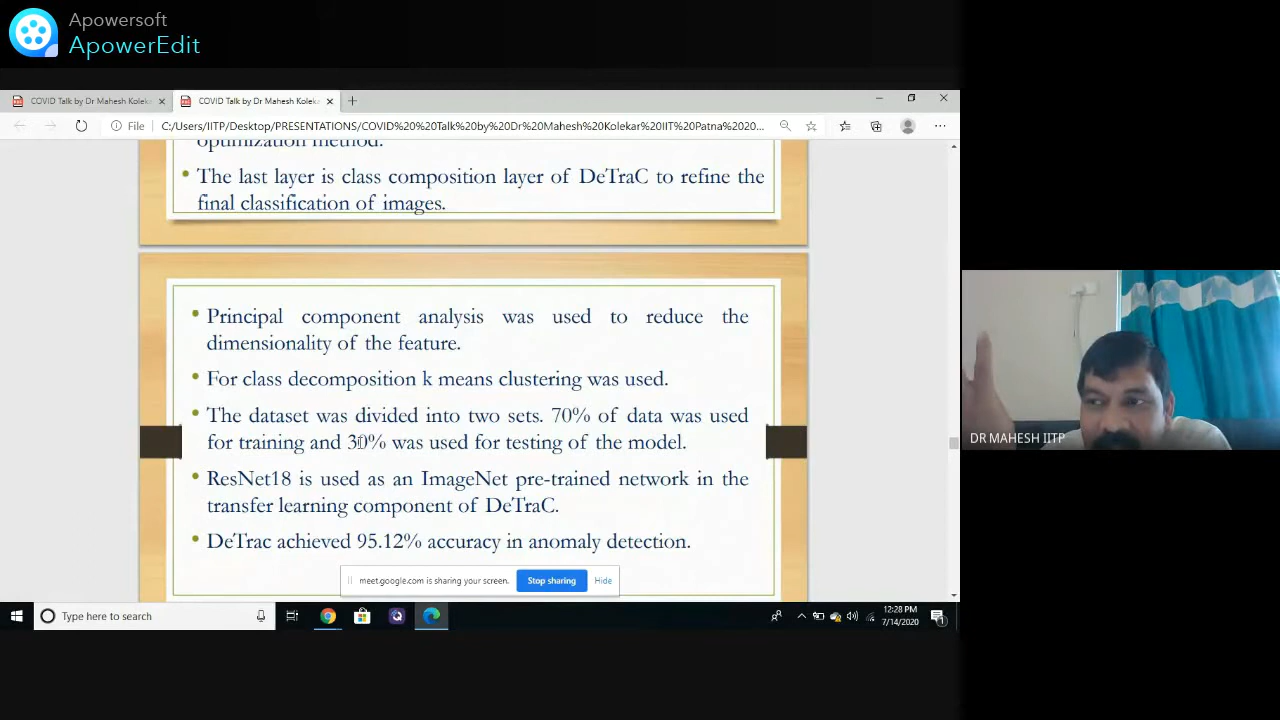 Apowersoft
ApowerEdit
COVID Talk by Dr Mahesh Koleka
COVID Talk by Dr Mahesh Kolekar
File
C:/Users/IITP/Desktop/PRESENTATIONS/COVID%20%20Talk%20by%20Dr%20Mahesh%20Kolekar%20IIT%20Patna%2020...
optimization method.
The last layer is class composition layer of DeTraC to refine the
final classification of images.
Principal component analysis was used to reduce the
dimensionality of the feature.
For class decomposition k means clustering was used.
The dataset was divided into two sets. 70% of data was used
for training and 30% was used for testing of the model.
ResNet18 is used as an ImageNet pre-trained network in the
transfer learning component of DeTraC.
DeTrac achieved 95.12% accuracy in anomaly detection.
DR MAHESH IITP
meet.google.com is sharing your screen.
Stop sharing
Hide
Type here to search
12:28 PM
7/14/2020